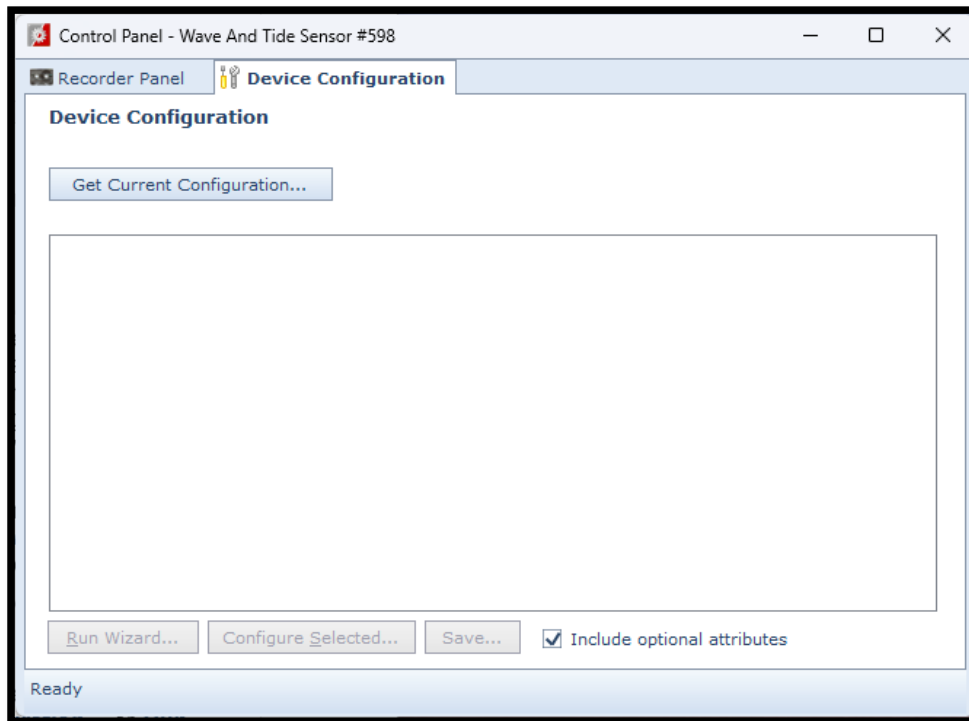 Control Panel - Wave And Tide Sensor #598
Recorder Panel
Device Configuration
Device Configuration
Get Current Configuration...
Run Wizard...
Configure Selected...
Save...
Include optional attributes
Ready